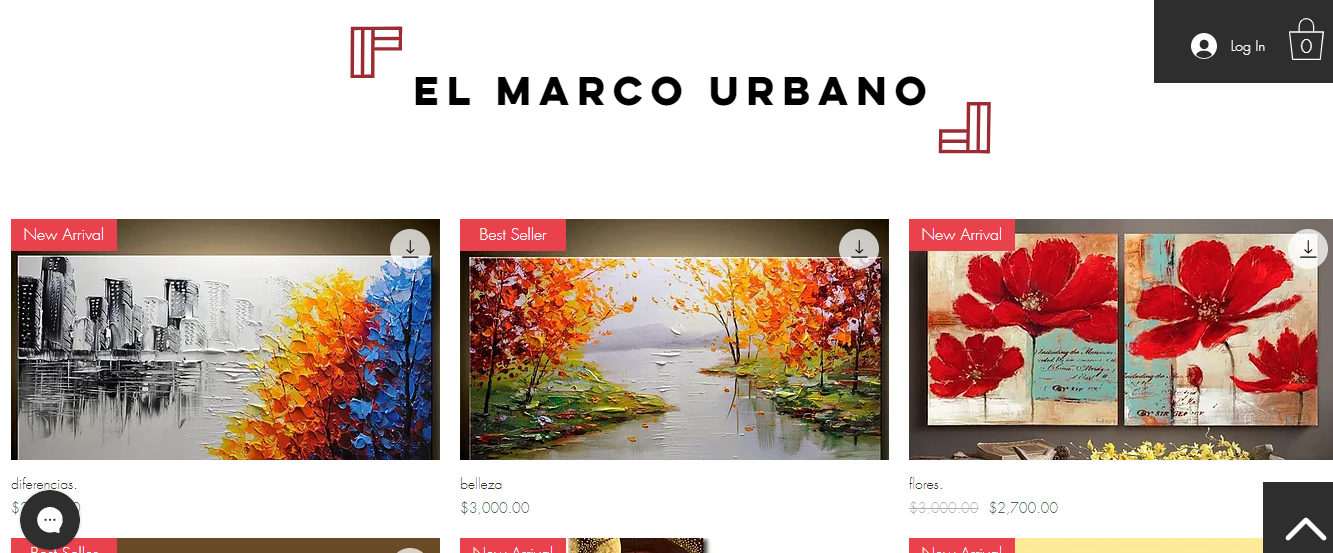 Log In
0
EL MARCO URBANO
New Arrival
Best Seller
New Arrival
diferencias.
belleza
$3,000.00
flores.
$3,000.00 $2,700.00
Best Seller
New Arrival
New Arrival